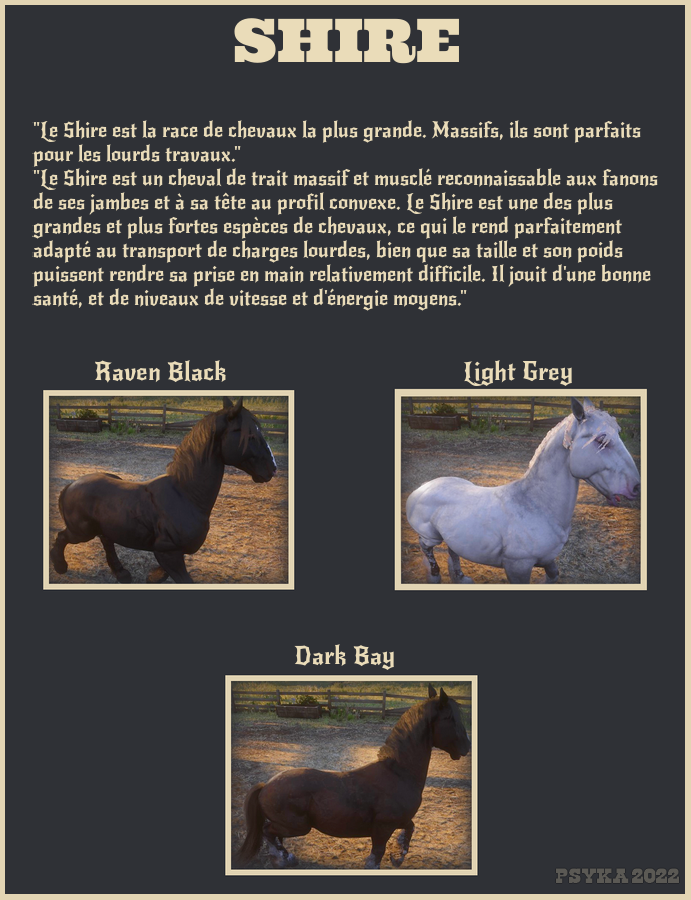 SHIRE
"Le Shire est la race de chevaux la plus grande. Massifs, ils sont parfaits
pour les lourds travaux."
"Le Shire est un cheval de trait massif et musclé reconnaissable aux fanons
de ses jambes et à sa tête au profil convexe. Le Shire est une des plus
grandes et plus fortes espèces de chevaux, ce qui le rend parfaitement
adapté au transport de charges lourdes, bien que sa taille et son poids
puissent rendre sa prise en main relativement difficile. Il jouit d'une bonne
santé, et de niveaux de vitesse et d'énergie moyens."
Raven Black
Light Grey
Dark Bay
PSYKA 2022